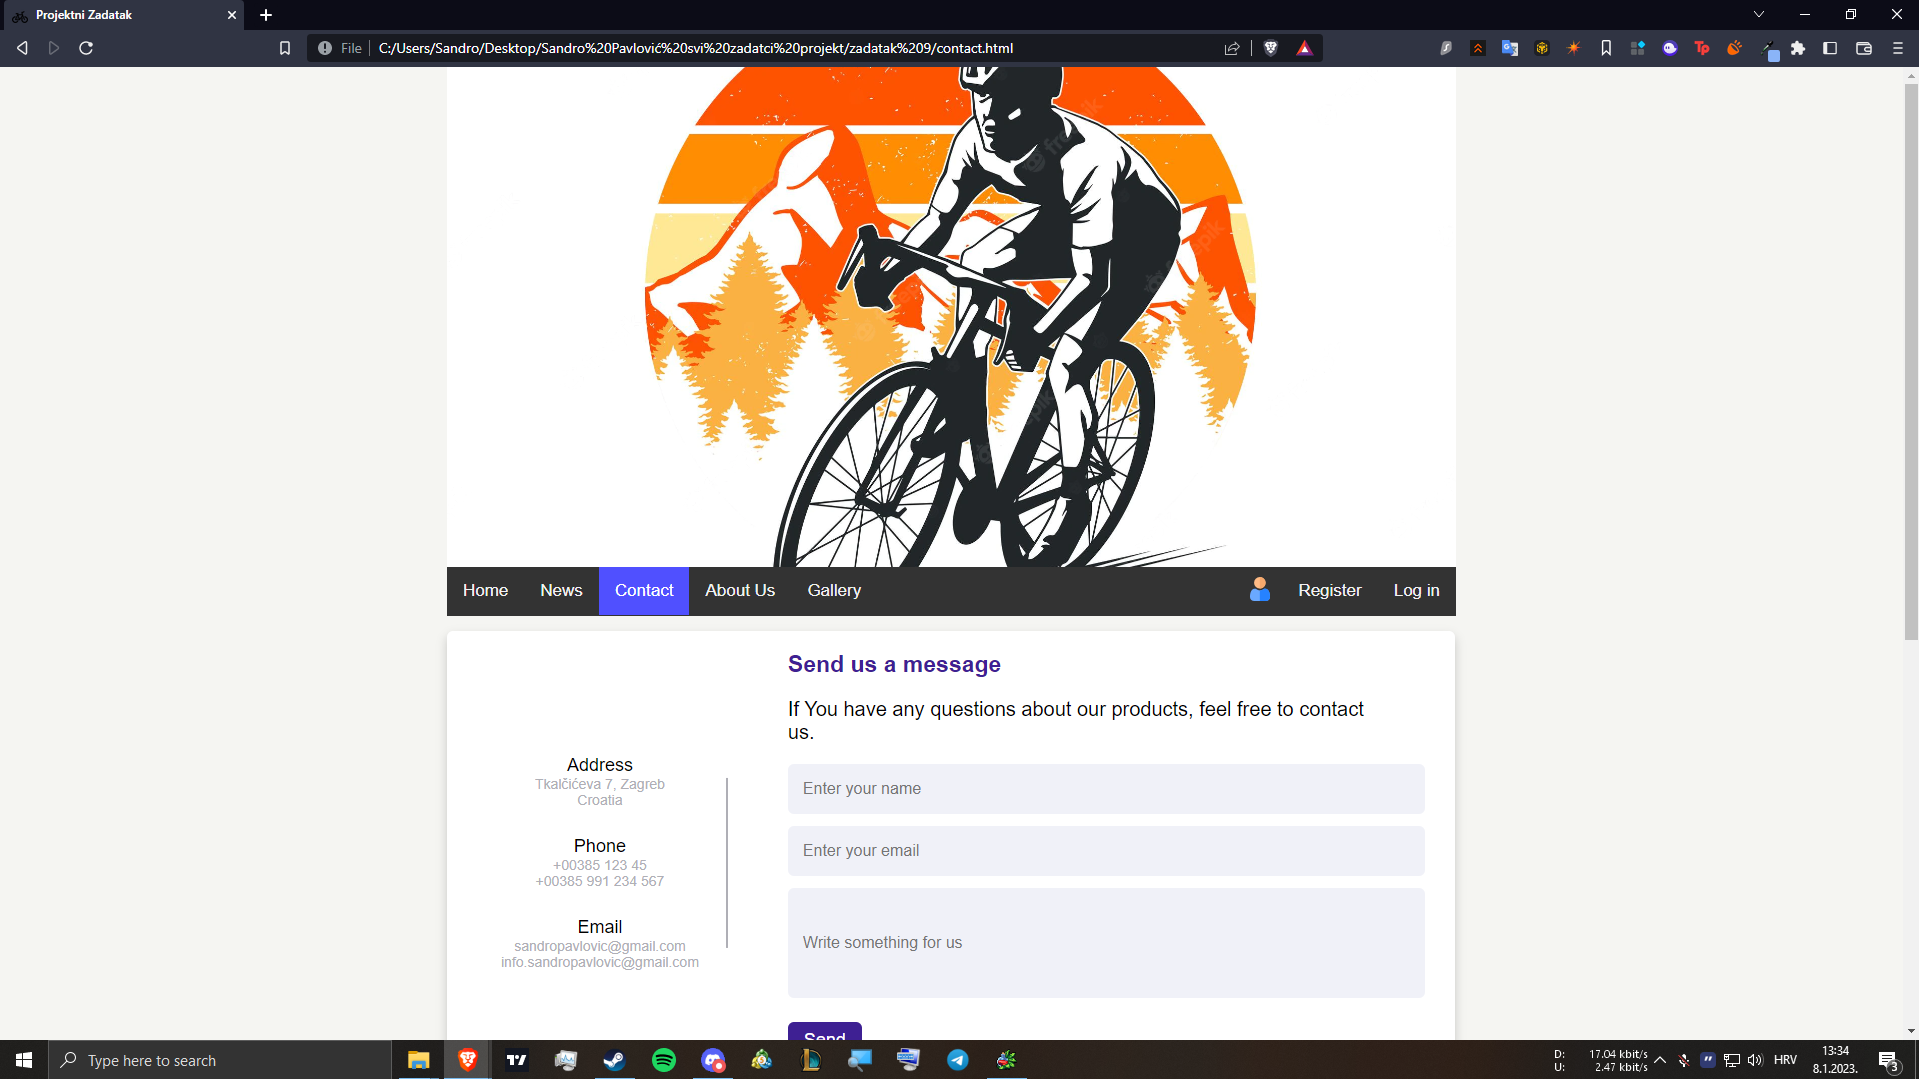 Projektni Zadatak
File
C:/Users/Sandro/Desktop/Sandro%20Pavlović%20svi%20zadatci%20projekt/zadatak%209/contact.html
Tp
Home News Contact About Us Gallery Register Log in
Send us a message
If You have any questions about our products, feel free to contact
us.
Address
Tkalčićeva 7, Zagreb
Croatia
Phone
+00385 123 45
+00385 991 234 567
Email
sandropavlovic@gmail.com
info.sandropavlovic@gmail.com
Enter your name
Enter your email
Write something for us
Send
Type here to search
D: 17.04 kbit/s
U: 2.47 kbit/s
HRV
13:34
8.1.2023.
3